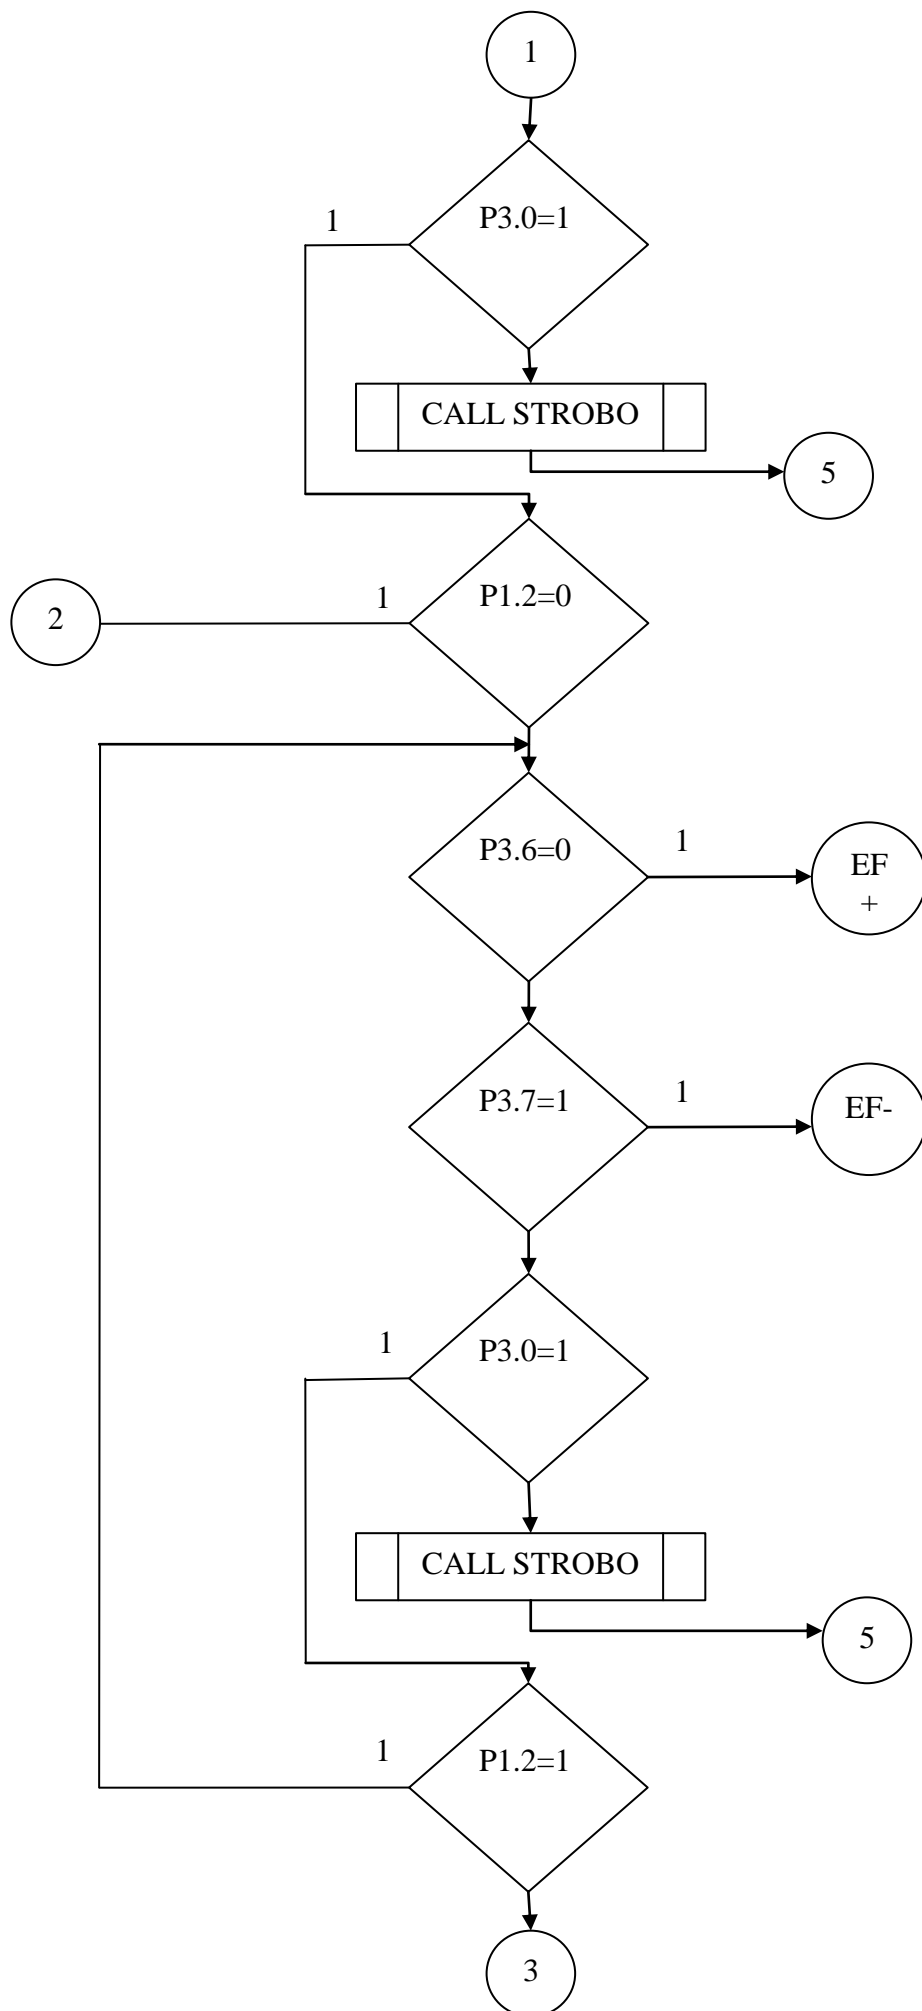 1
P3.0=1
1
CALL STROBO
5
P1.2=0
1
2
P3.6=0
1
EF
+
P3.7=1
1
EF-
P3.0=1
1
CALL STROBO
5
P1.2=1
1
3